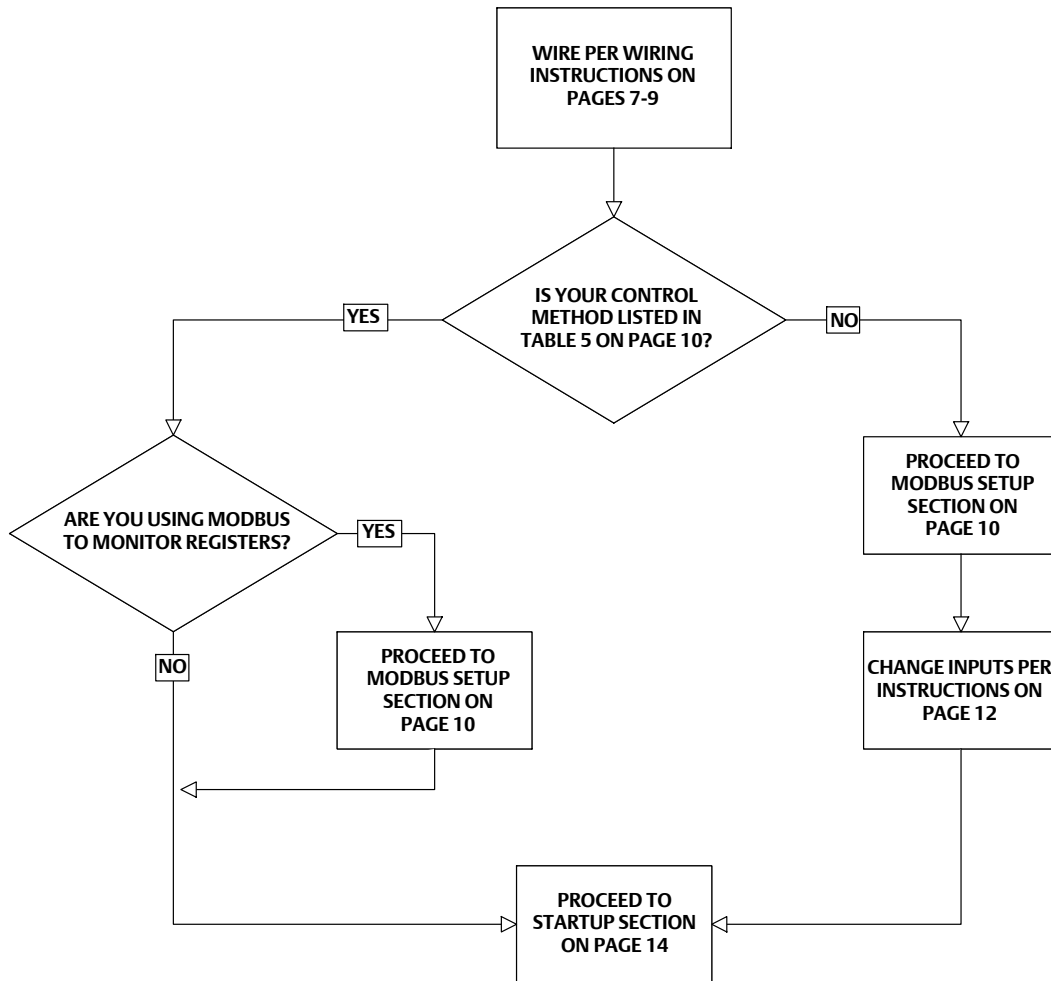 WIRE PER WIRING
INSTRUCTIONS ON
PAGES 7-9
IS YOUR CONTROL
METHOD LISTED IN
TABLE 5 ON PAGE 10?
YES
NO
ARE YOU USING MODBUS
TO MONITOR REGISTERS?
YES
NO
PROCEED TO
MODBUS SETUP
SECTION ON
PAGE 10
PROCEED TO
MODBUS SETUP
SECTION ON
PAGE 10
CHANGE INPUTS PER
INSTRUCTIONS ON
PAGE 12
PROCEED TO
STARTUP SECTION
ON PAGE 14